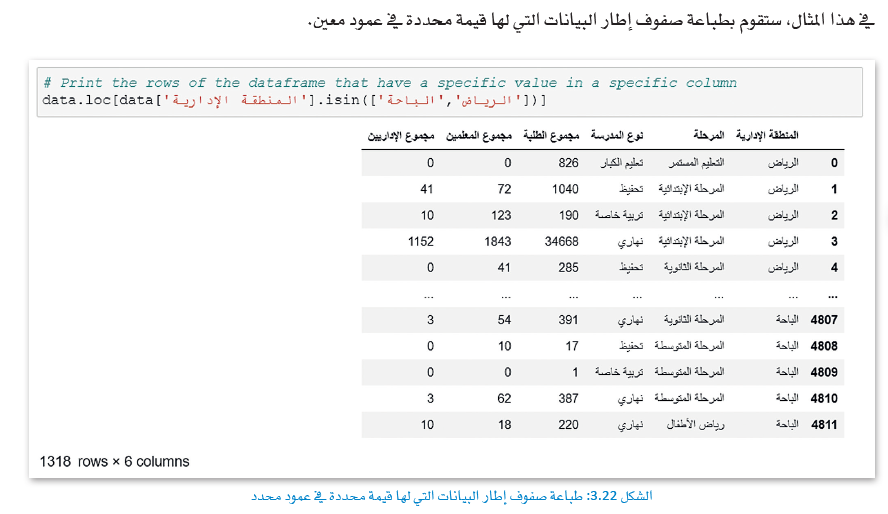 في هذا المثال، ستقوم بطباعة صفوف إطار البيانات التي لها قيمة محددة في عمود معين.
# Print the rows of the dataframe that have a specific value in a specific column
data.loc[data['المنطقة الإدارية'].isin(['الرياض','الباحة'])]
المنطقة الإدارية المرحلة نوع المدرسة مجموع الطلبة مجموع المعلمين مجموع الإداريين
0 الرياض التعليم المستمر تعليم الكبار 826 0 0
1 الرياض المرحلة الإبتدائية تحفيظ 1040 72 41
2 الرياض المرحلة الإبتدائية تربية خاصة 190 123 10
3 الرياض المرحلة الإبتدائية نهاري 34668 1843 1152
4 الرياض المرحلة الثانوية تحفيظ 285 41 0
... ... ... ... ... ... ...
4807 الباحة المرحلة الثانوية نهاري 391 54 3
4808 الباحة المرحلة المتوسطة تحفيظ 17 10 0
4809 الباحة المرحلة المتوسطة تربية خاصة 1 0 0
4810 الباحة المرحلة المتوسطة نهاري 387 62 3
4811 الباحة رياض الأطفال نهاري 220 18 10
1318 rows × 6 columns
الشكل 3.22: طباعة صفوف إطار البيانات التي لها قيمة محددة في عمود محدد